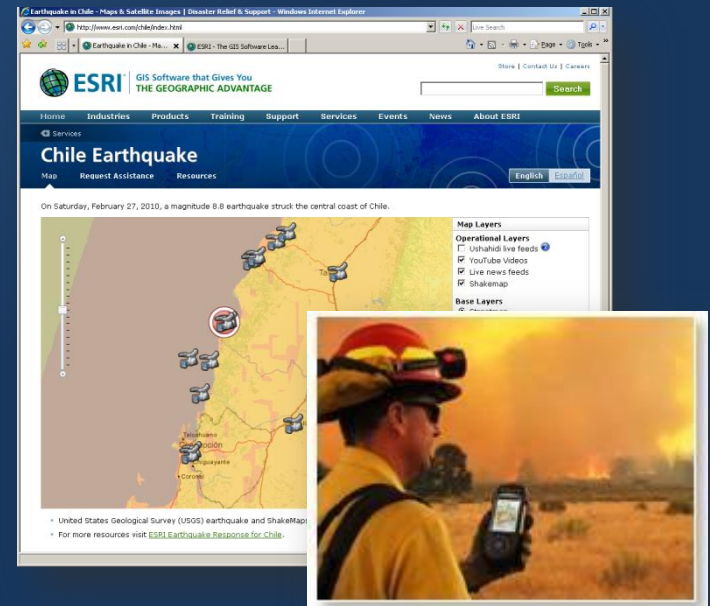 Earthquake in Chile - Maps & Satellite Images | Disaster Relief & Support - Windows Internet Explorer
http://www.esri.com/chile/index.html
Live Search
Earthquake in Chile - Ma...
ESRI - The GIS Software Lea...
Page
Tools
Store | Contact Us | Careers
ESRI
GIS Software that Gives You
THE GEOGRAPHIC ADVANTAGE
Search
Home Industries Products Training Support Services Events News About ESRI
Services
Chile Earthquake
Map Request Assistance Resources
English Español
On Saturday, February 27, 2010, a magnitude 8.8 earthquake struck the central coast of Chile.
Map Layers
Operational Layers
Ushahidi live feeds
YouTube Videos
Live news feeds
Shakemap
Base Layers
Talcahuano
Chiguayante
Coronel
United States Geological Survey (USGS) earthquake and ShakeMap
For more resources visit ESRI Earthquake Response for Chile.